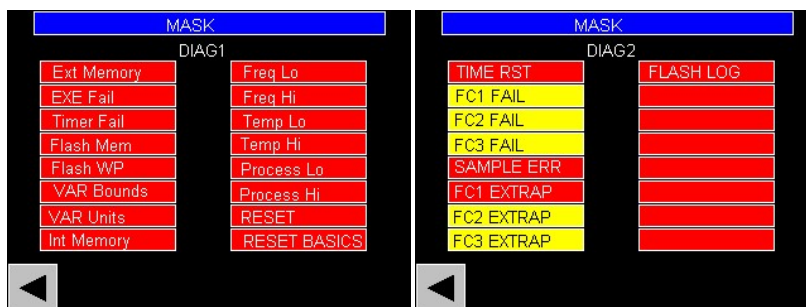 MASK
DIAG1
Ext Memory
EXE Fail
Timer Fail
Flash Mem
Flash WP
VAR Bounds
VAR Units
Int Memory
Freq Lo
Freq Hi
Temp Lo
Temp Hi
Process Lo
Process Hi
RESET
RESET BASICS
MASK
DIAG2
TIME RST
FC1 FAIL
FC2 FAIL
FC3 FAIL
SAMPLE ERR
FC1 EXTRAP
FC2 EXTRAP
FC3 EXTRAP
FLASH LOG